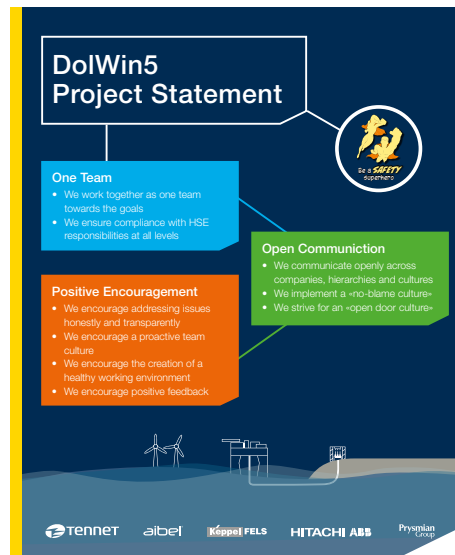 DolWin5
Project Statement
Be a SAFETY
superhero
One Team
• We work together as one team
towards the goals
• We ensure compliance with HSE
responsibilities at all levels
Open Communiction
• We communicate openly across
companies, hierarchies and cultures
• We implement a «no-blame culture»
• We strive for an «open door culture»
Positive Encouragement
• We encourage addressing issues
honestly and transparently
• We encourage a proactive team
culture
• We encourage the creation of a
healthy working environment
• We encourage positive feedback
TENNET
aibel
Keppel FELS
HITACHI ABB
Prysmian
Group